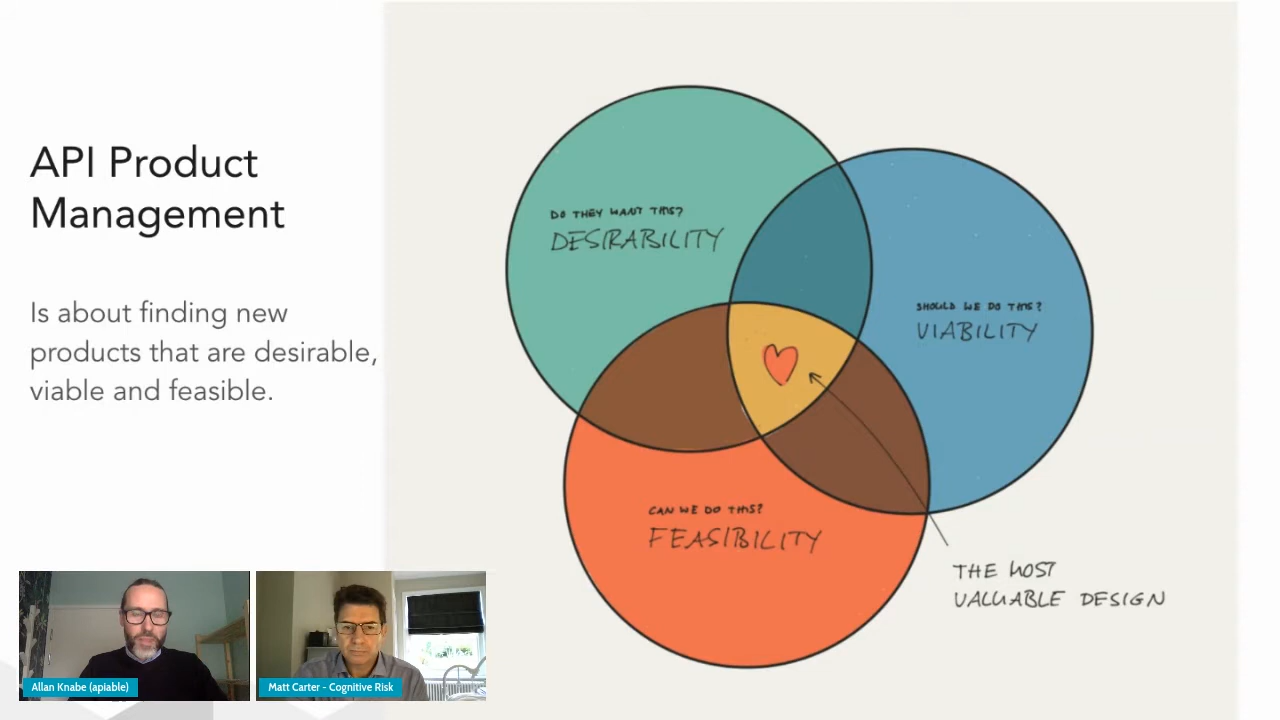 API Product
Management
Is about finding new
products that are desirable,
viable and feasible.
DO THEY WANT THIS?
DESIRABILITY
SHOULD WE DO THIS?
VIABILITY
CAN WE DO THIS?
FEASIBILITY
THE MOST
VALUABLE DESIGN
Allan Knabe (apiable)
Matt Carter - Cognitive Risk